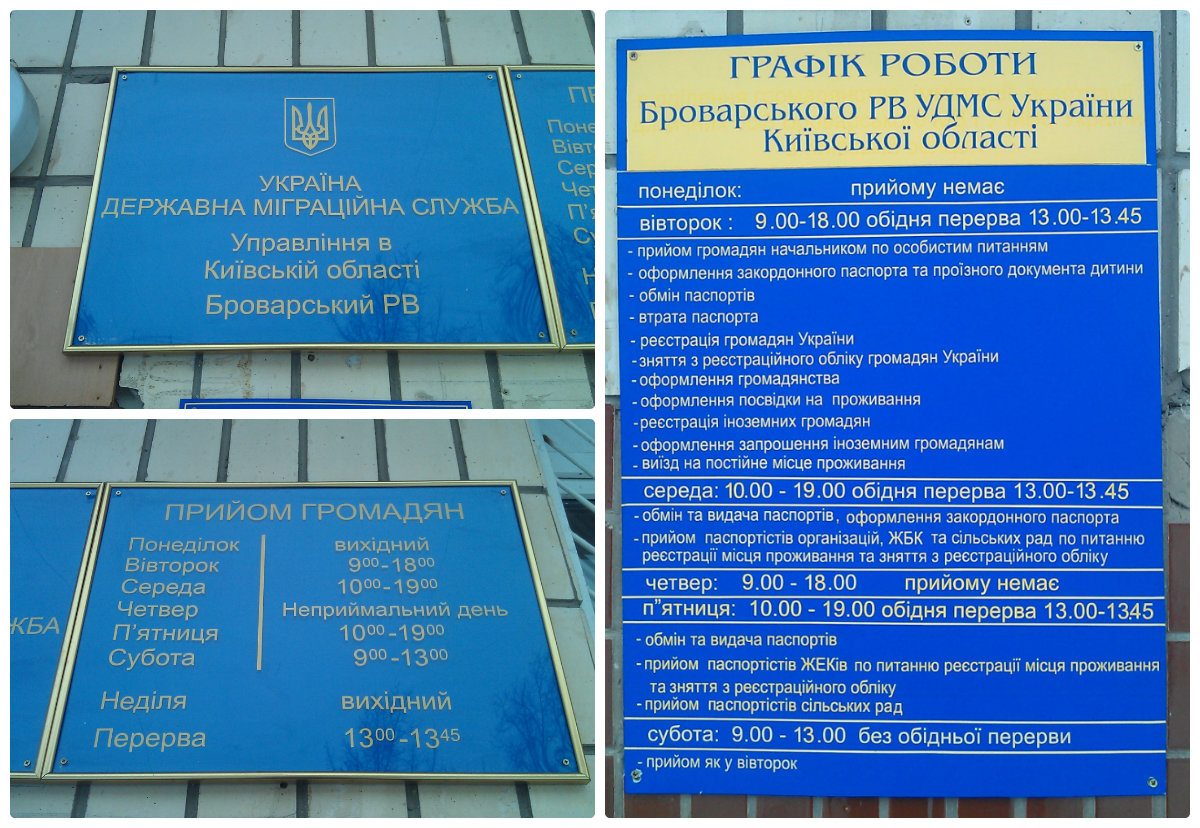 УКРАЇНА
ДЕРЖАВНА МІГРАЦІЙНА СЛУЖБА
Управління в
Київській області
Броварський РВ
ПРИЙОМ ГРОМАДЯН
Понеділок вихідний
Вівторок 9⁰⁰-18⁰⁰
Середа 10⁰⁰-19⁰⁰
Четвер Неприймальний день
П'ятниця 10⁰⁰-19⁰⁰
Субота 9⁰⁰-13⁰⁰
Неділя вихідний
Перерва 13⁰⁰-13⁴⁵
ГРАФІК РОБОТИ
Броварського РВ УДМС України
Київської області
понеділок: прийому немає
вівторок : 9.00-18.00 обідня перерва 13.00-13.45
- прийом громадян начальником по особистим питанням
- оформлення закордонного паспорта та проїзного документа дитини
- обмін паспортів
- втрата паспорта
- реєстрація громадян України
-зняття з реєстраційного обліку громадян України
-оформлення громадянства
-оформлення посвідки на проживання
-реєстрація іноземних громадян
-оформлення запрошення іноземним громадянам
- виїзд на постійне місце проживання
середа: 10.00 - 19.00 обідня перерва 13.00-13.45
- обмін та видача паспортів, оформлення закордонного паспорта
-прийом паспортістів організацій, ЖБК та сільських рад по питанню
реєстрації місця проживання та зняття з реєстраційного обліку
четвер: 9.00 - 18.00 прийому немає
п"ятниця: 10.00 - 19.00 обідня перерва 13.00-13.45
- обмін та видача паспортів
-прийом паспортістів ЖЕКів по питанню реєстрації місця проживання
та зняття з реєстраційного обліку
-прийом паспортістів сільських рад
субота: 9.00 - 13.00 без обідньої перерви
-прийом як у вівторок